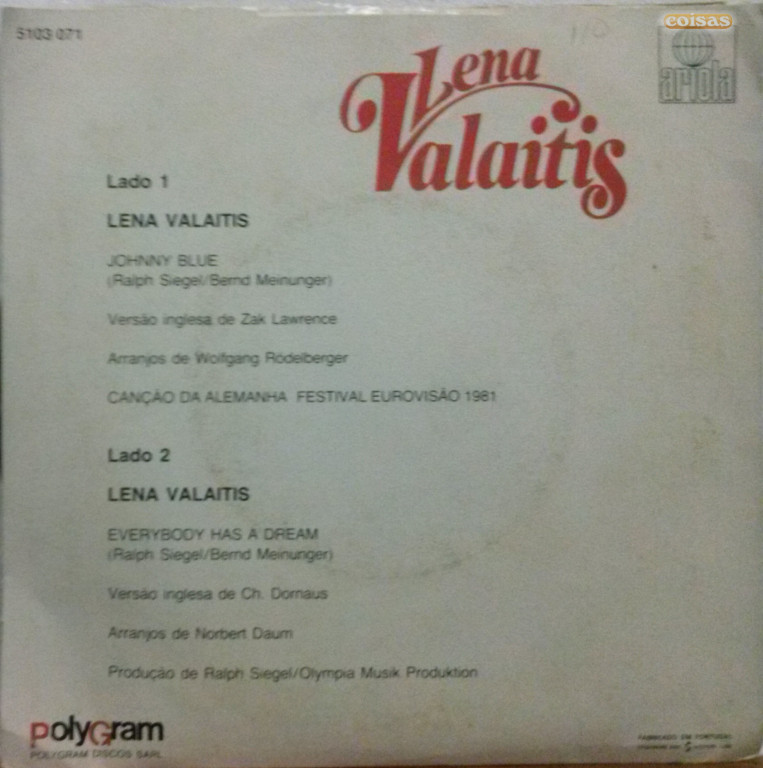 5103 071
coisas
110
ariola
Lena
Valaitis
Lado 1
LENA VALAITIS
JOHNNY BLUE
(Ralph Siegel/Bernd Meinunger)
Versão inglesa de Zak Lawrence
Arranjos de Wolfgang Rödelberger
CANÇÃO DA ALEMANHA FESTIVAL EUROVISÃO 1981
Lado 2
LENA VALAITIS
EVERYBODY HAS A DREAM
(Ralph Siegel/Bernd Meinunger)
Versão inglesa de Ch. Dornaus
Arranjos de Norbert Daum
Produção de Ralph Siegel/Olympia Musik Produktion
polyGram
POLYGRAM DISCOS SARL
FABRICADO EM PORTUGAL